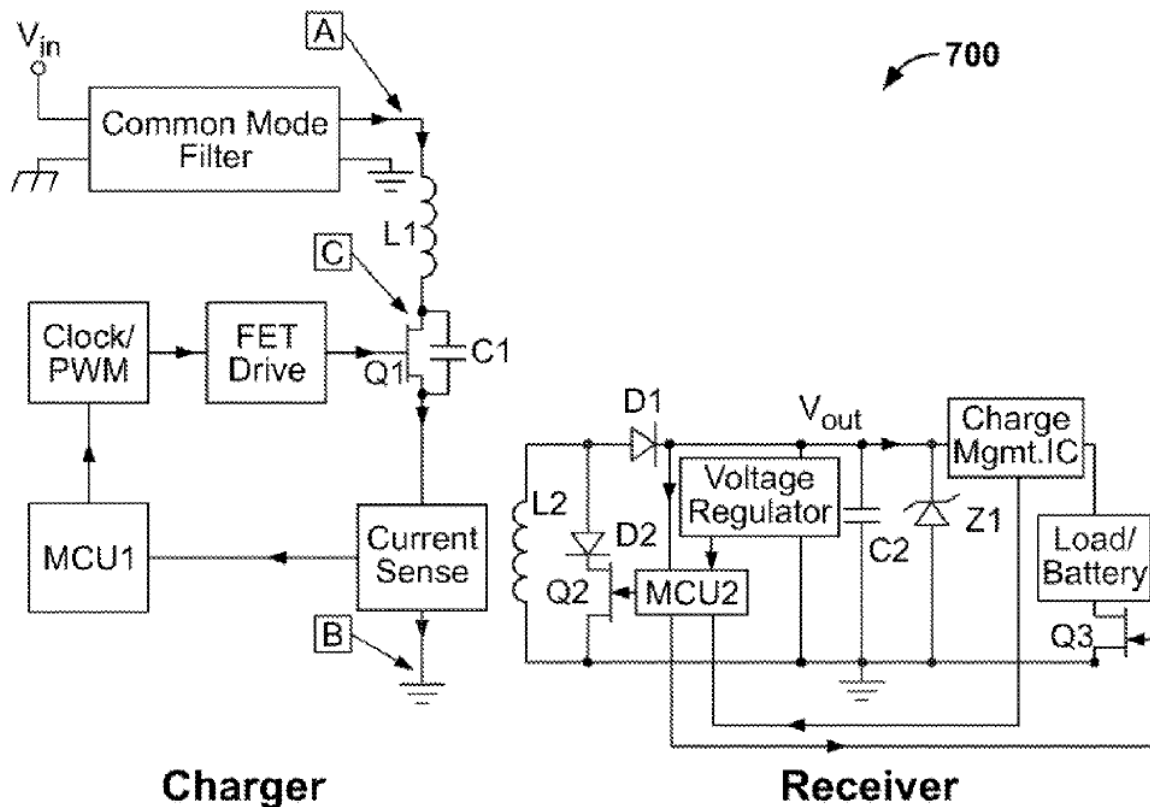 A
V_in
700
Common Mode
Filter
L1
C
Clock/
PWM
FET
Drive
Q1
C1
D1
V_out
Charge
Mgmt.IC
L2
Voltage
Regulator
D2
C2
Z1
MCU1
Current
Sense
Q2
MCU2
Load/
Battery
Q3
B
Charger
Receiver